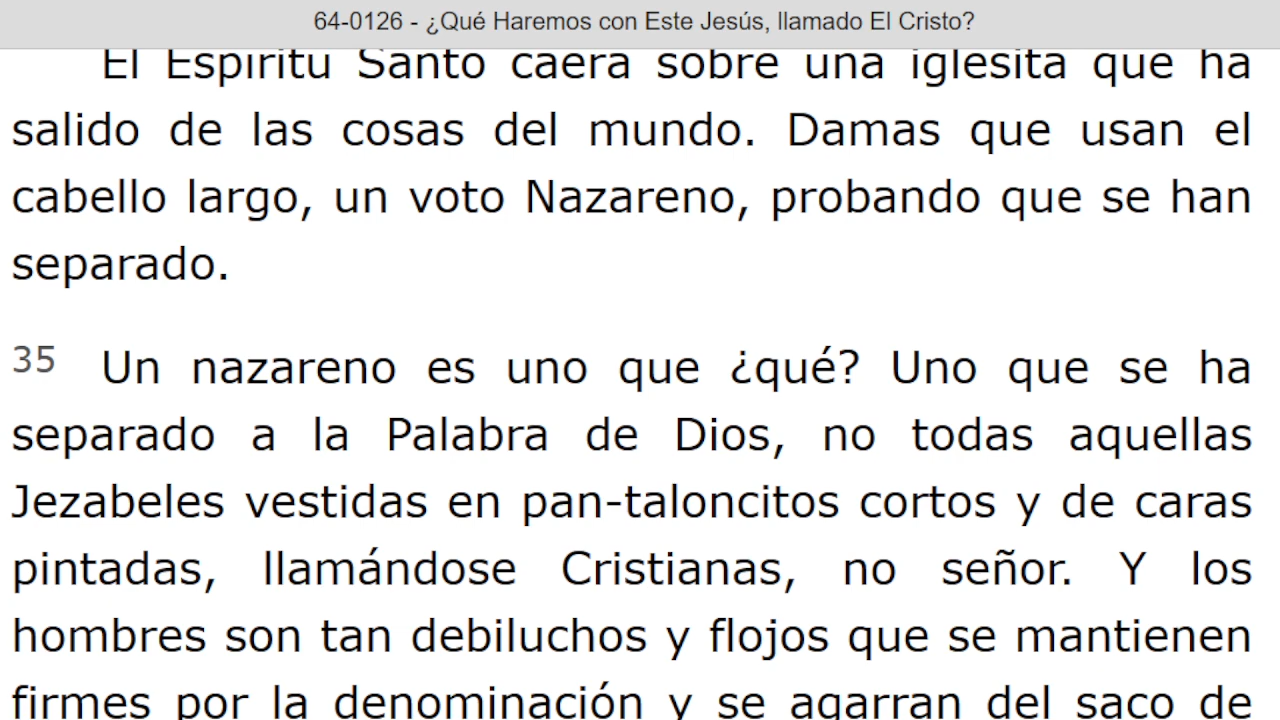 64-0126 - ¿Qué Haremos con Este Jesús, llamado El Cristo?
El Espíritu Santo caerá sobre una iglesita que ha
salido de las cosas del mundo. Damas que usan el
cabello largo, un voto Nazareno, probando que se han
separado.
35 Un nazareno es uno que ¿qué? Uno que se ha
separado a la Palabra de Dios, no todas aquellas
Jezabeles vestidas en pan-taloncitos cortos y de caras
pintadas, llamándose Cristianas, no señor. Y los
hombres son tan debiluchos y flojos que se mantienen
firmes por la denominación y se agarran del saco de